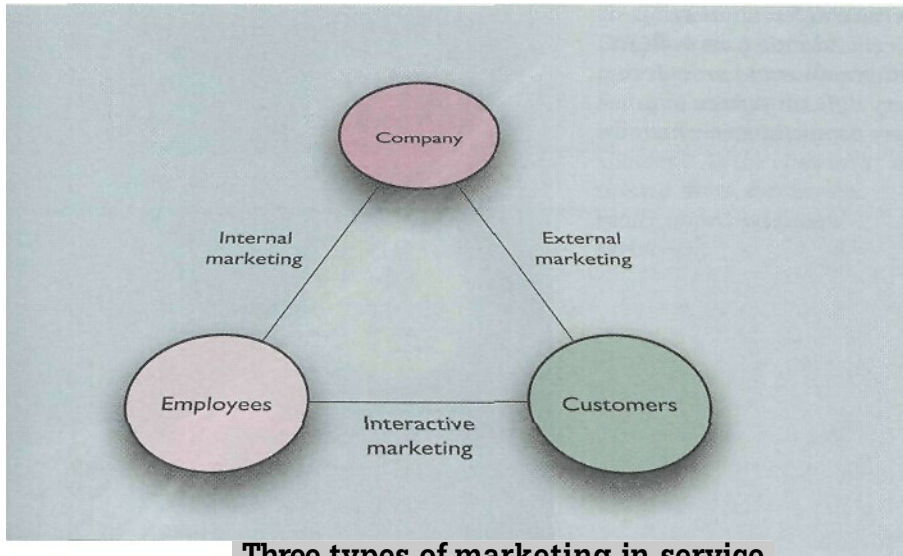 Company
Internal
marketing
External
marketing
Employees
Customers
Interactive
marketing
Three types of marketing in service